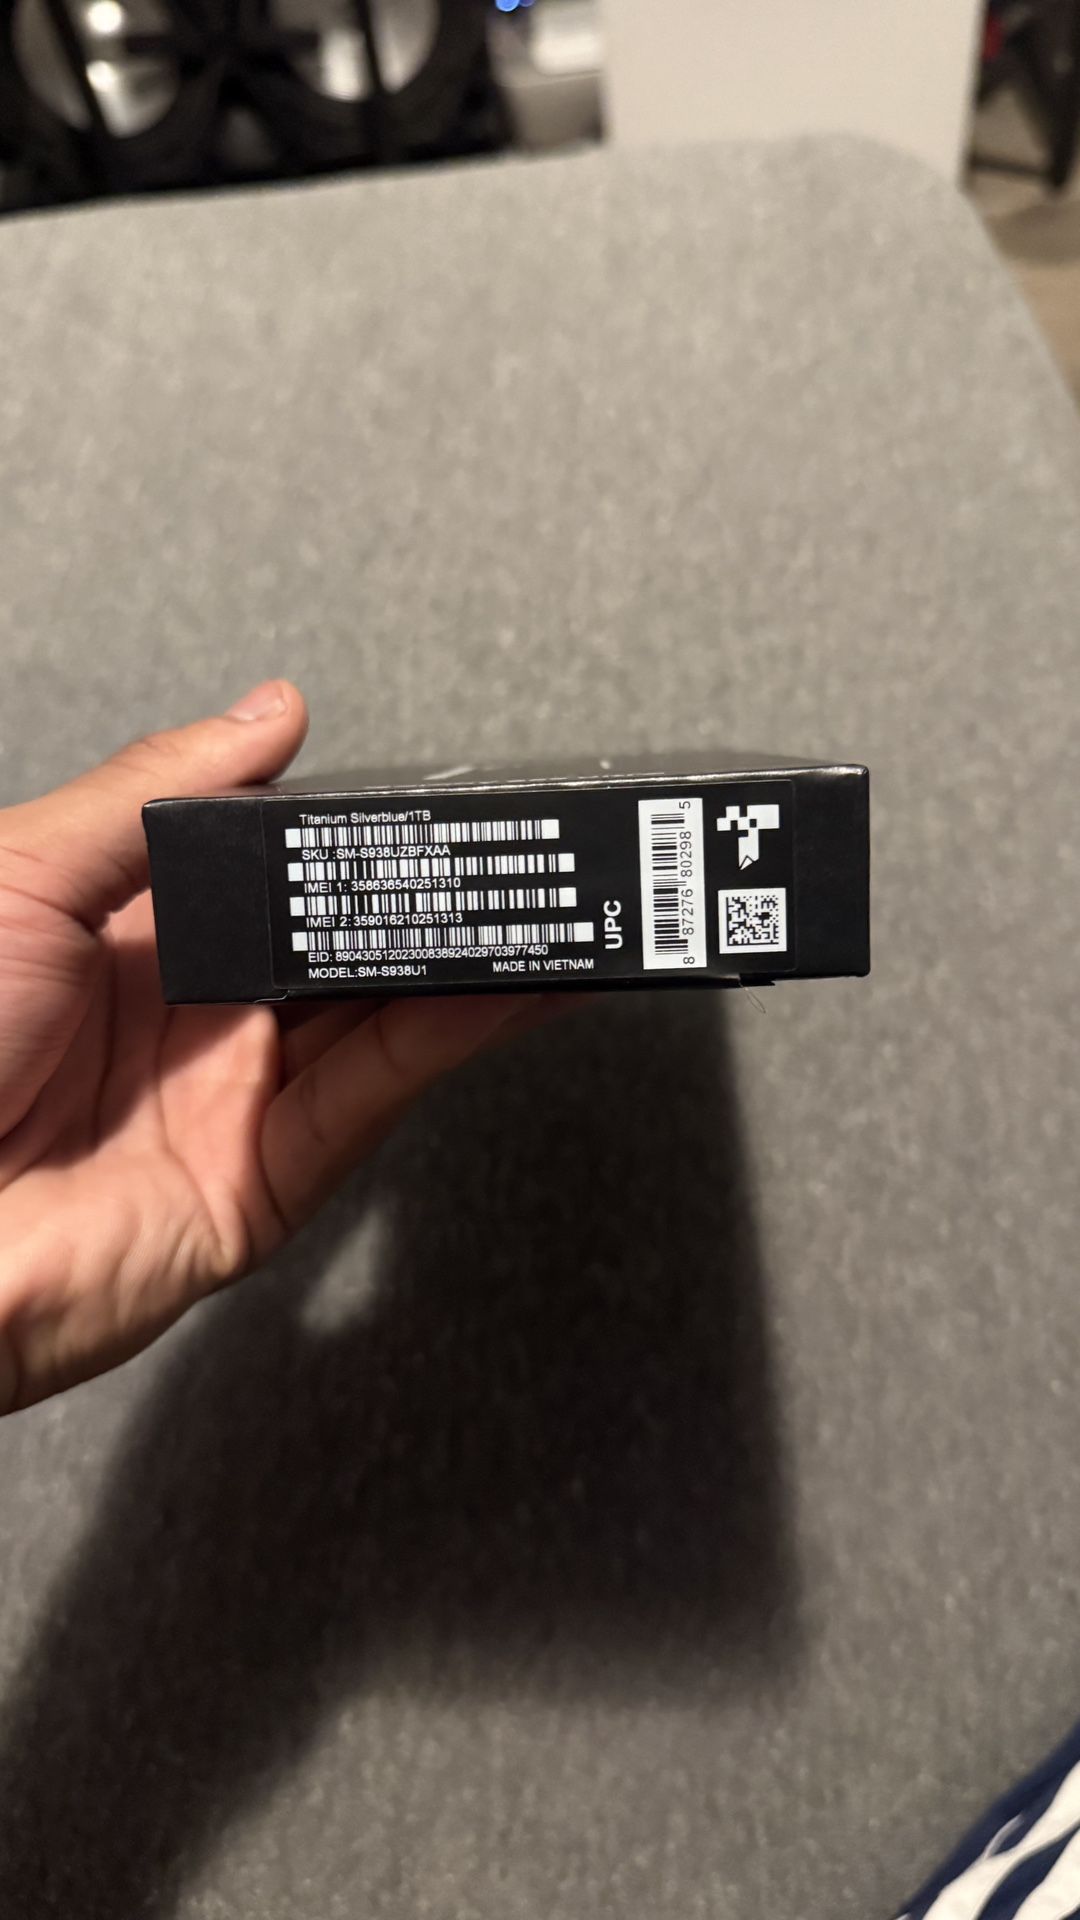 Titanium Silverblue/1TB
SKU :SM-S938UZBFXAA
IMEI 1: 358636540251310
IMEI 2: 359016210251313
EID: 89043051202300838924029703977450
MODEL:SM-S938U1
MADE IN VIETNAM
UPC
8 87276 80298 5